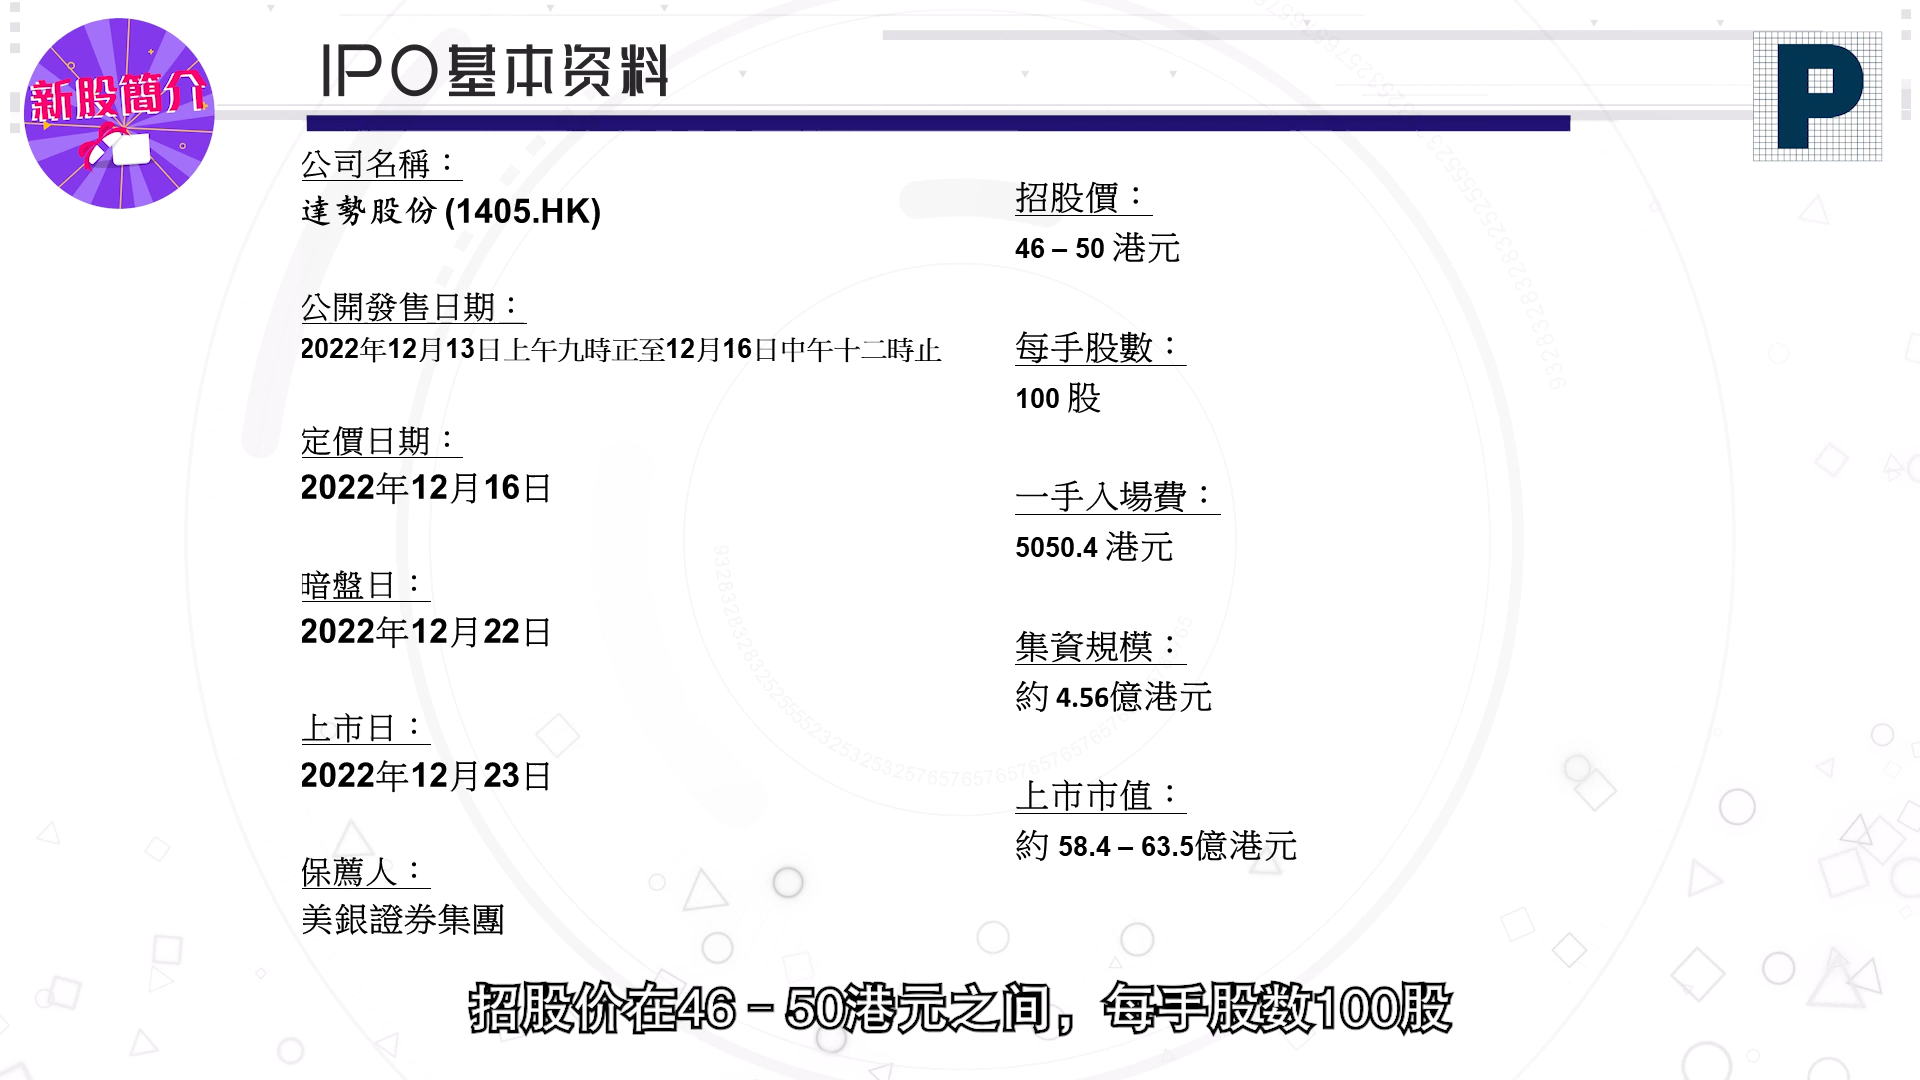 新股簡介
IPO基本资料
P
公司名稱：
達勢股份 (1405.HK)
公開發售日期：
2022年12月13日上午九時正至12月16日中午十二時止
定價日期：
2022年12月16日
暗盤日：
2022年12月22日
上市日：
2022年12月23日
保薦人：
美銀證券集團
招股價：
46 – 50 港元
每手股數：
100 股
一手入場費：
5050.4 港元
集資規模：
約 4.56億港元
上市市值：
約 58.4 – 63.5億港元
招股价在46－50港元之间，每手股数100股